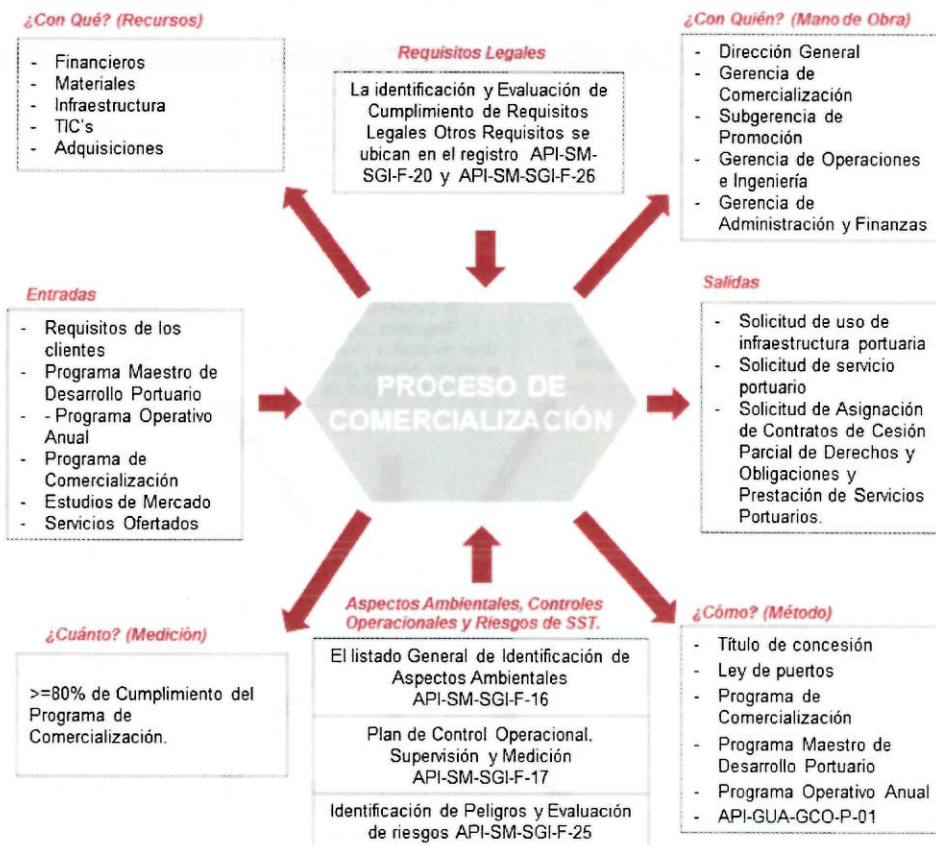 ¿Con Qué? (Recursos)
- Financieros
- Materiales
- Infraestructura
- TIC's
- Adquisiciones
Requisitos Legales
La identificación y Evaluación de
Cumplimiento de Requisitos
Legales Otros Requisitos se
ubican en el registro API-SM-
SGI-F-20 y API-SM-SGI-F-26
¿Con Quién? (Mano de Obra)
- Dirección General
- Gerencia de
Comercialización
- Subgerencia de
Promoción
- Gerencia de Operaciones
e Ingeniería
- Gerencia de
Administración y Finanzas
Entradas
- Requisitos de los
clientes
- Programa Maestro de
Desarrollo Portuario
- - Programa Operativo
Anual
- Programa de
Comercialización
- Estudios de Mercado
- Servicios Ofertados
PROCESO DE
COMERCIALIZACIÓN
Salidas
- Solicitud de uso de
infraestructura portuaria
- Solicitud de servicio
portuario
- Solicitud de Asignación
de Contratos de Cesión
Parcial de Derechos y
Obligaciones y
Prestación de Servicios
Portuarios.
¿Cuánto? (Medición)
>=80% de Cumplimiento del
Programa de
Comercialización.
Aspectos Ambientales, Controles
Operacionales y Riesgos de SST.
El listado General de Identificación de
Aspectos Ambientales
API-SM-SGI-F-16
Plan de Control Operacional,
Supervisión y Medición
API-SM-SGI-F-17
Identificación de Peligros y Evaluación
de riesgos API-SM-SGI-F-25
¿Cómo? (Método)
- Título de concesión
- Ley de puertos
- Programa de
Comercialización
- Programa Maestro de
Desarrollo Portuario
- Programa Operativo Anual
- API-GUA-GCO-P-01